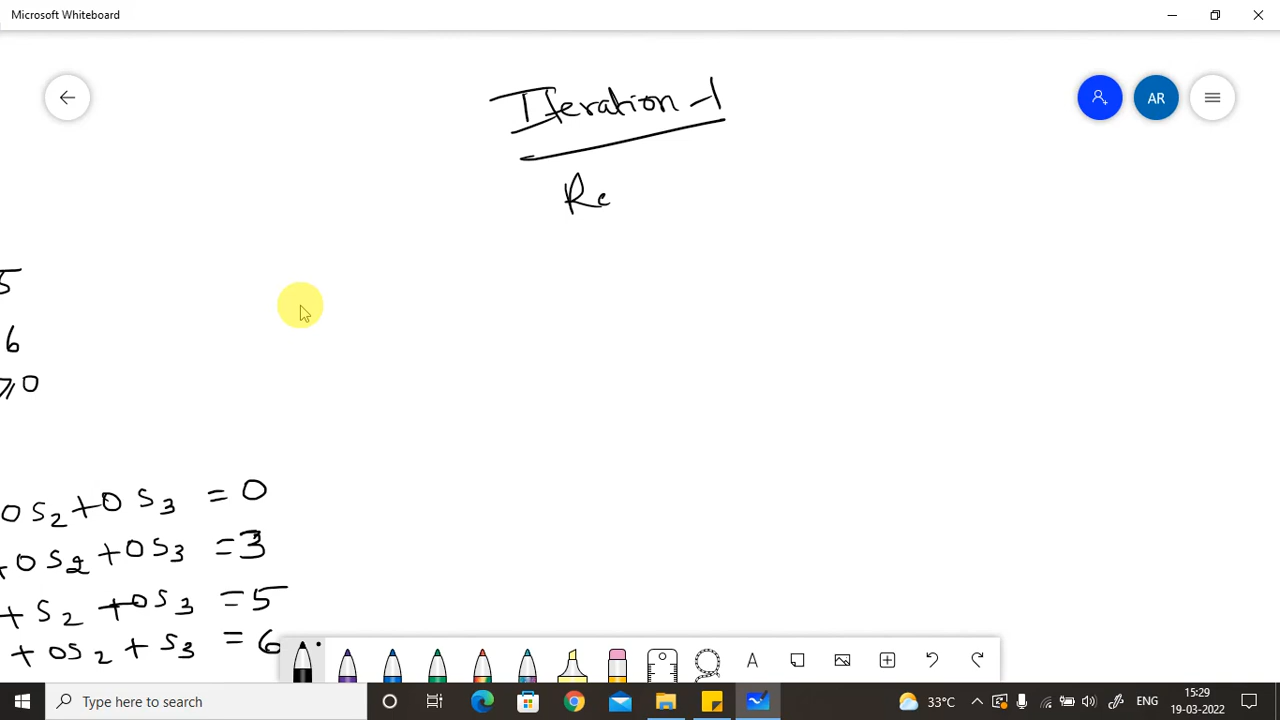 Microsoft Whiteboard
Iteration -1
AR
Re
5
6
≥0
0S2+0S3 = 0
+0S2+0S3 =3
+S2+0S3 =5
+0S2+S3 =6
A
Type here to search
33°C
ENG
15:29
19-03-2022